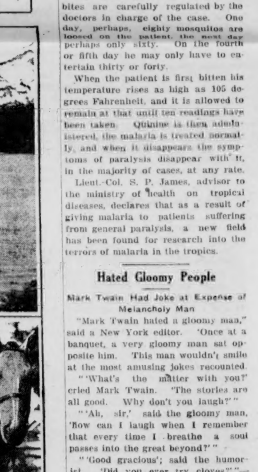 bites are carefully regulated by the
doctors in charge of the case. One
day, perhaps, eighty mosquitoes are
loosed on the patient, the next day
perhaps only sixty. On the fourth
or fifth day he may only have to en-
tertain thirty or forty.
When the patient is first bitten his
temperature rises as high as 105 de-
grees Fahrenheit, and it is allowed to
remain at that until ten readings have
been taken. Quinine is then admin-
istered, the malaria is treated normal-
ly, and when it disappears the symp-
toms of paralysis disappear with it,
in the majority of cases, at any rate.
Lieut.-Col. S. P. James, advisor to
the ministry of health on tropical
diseases, declares that as a result of
giving malaria to patients suffering
from general paralysis, a new field
has been found for research into the
terrors of malaria in the tropics.
Hated Gloomy People
Mark Twain Had Joke at Expense of
Melancholy Man
"Mark Twain hated a gloomy man,"
said a New York editor. 'Once at a
banquet, a very gloomy man sat op-
posite him. This man wouldn't smile
at the most amusing jokes recounted.
"'What's the matter with you?'
cried Mark Twain. 'The stories are
all good. Why don't you laugh?'"
"'Ah, sir,' said the gloomy man,
'how can I laugh when I remember
that every time I breathe a soul
passes into the great beyond?'"
"'Good gracious'; said the humor-
ist. 'Did you ever try cloves?'"